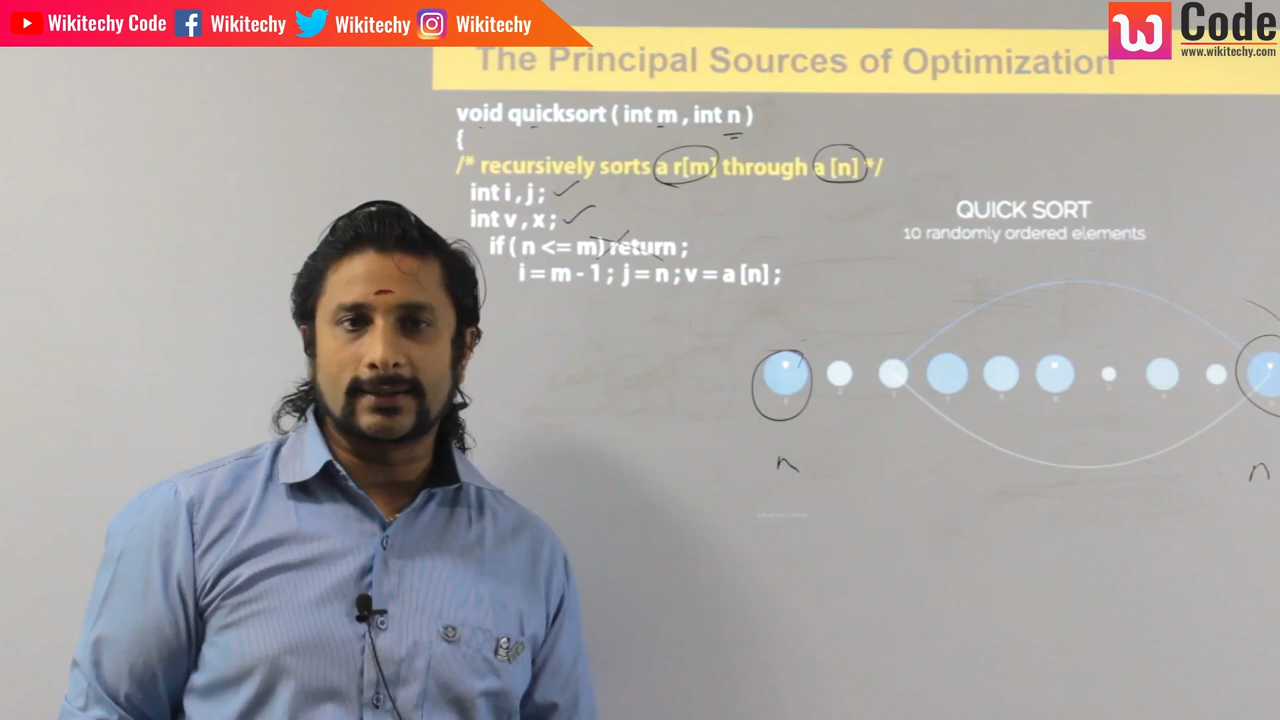 Wikitechy Code Wikitechy Wikitechy Wikitechy
W Code
www.wikitechy.com
The Principal Sources of Optimization
void quicksort ( int m , int n )
{
/* recursively sorts a r[m] through a [n] */
int i , j ;
int v , x ;
if ( n <= m) return ;
i = m - 1 ; j = n ; v = a [n] ;
QUICK SORT
10 randomly ordered elements
n n